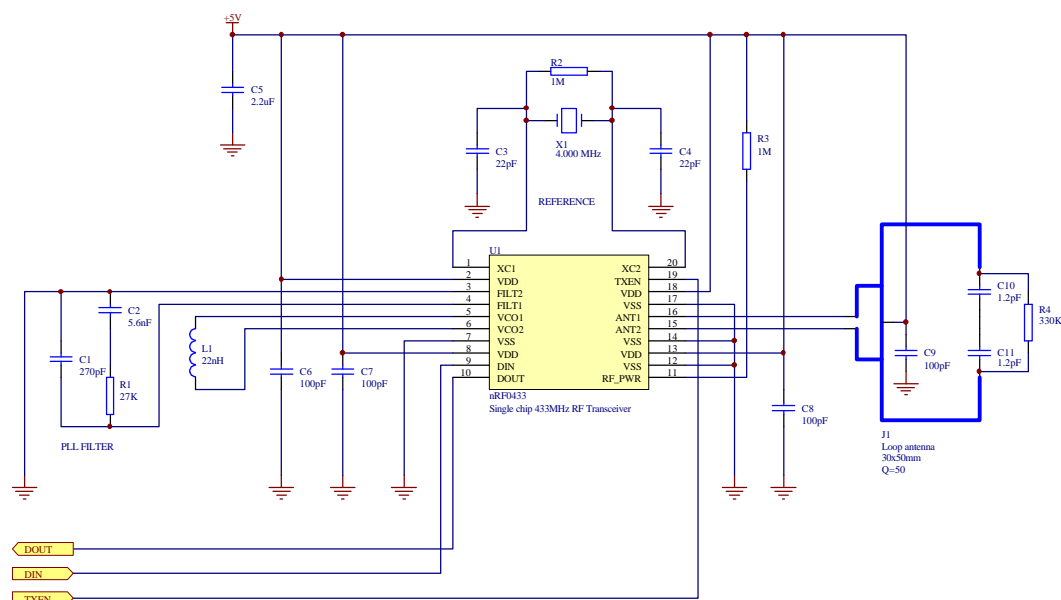 +5V
C5
2.2uF
R2
1M
X1
4.000 MHz
C3
22pF
C4
22pF
R3
1M
REFERENCE
U1
1 XC1
2 VDD
3 FILT2
4 FILT1
5 VCO1
6 VCO2
7 VSS
8 VDD
9 DIN
10 DOUT
XC2 20
TXEN 19
VDD 18
VSS 17
ANT1 16
ANT2 15
VSS 14
VDD 13
VSS 12
RF_PWR 11
nRF0433
Single chip 433MHz RF Transceiver
C2
5.6nF
C1
270pF
R1
27K
PLL FILTER
L1
22nH
C6
100pF
C7
100pF
C8
100pF
C9
100pF
C10
1.2pF
C11
1.2pF
R4
330K
J1
Loop antenna
30x50mm
Q=50
DOUT
DIN
TXEN